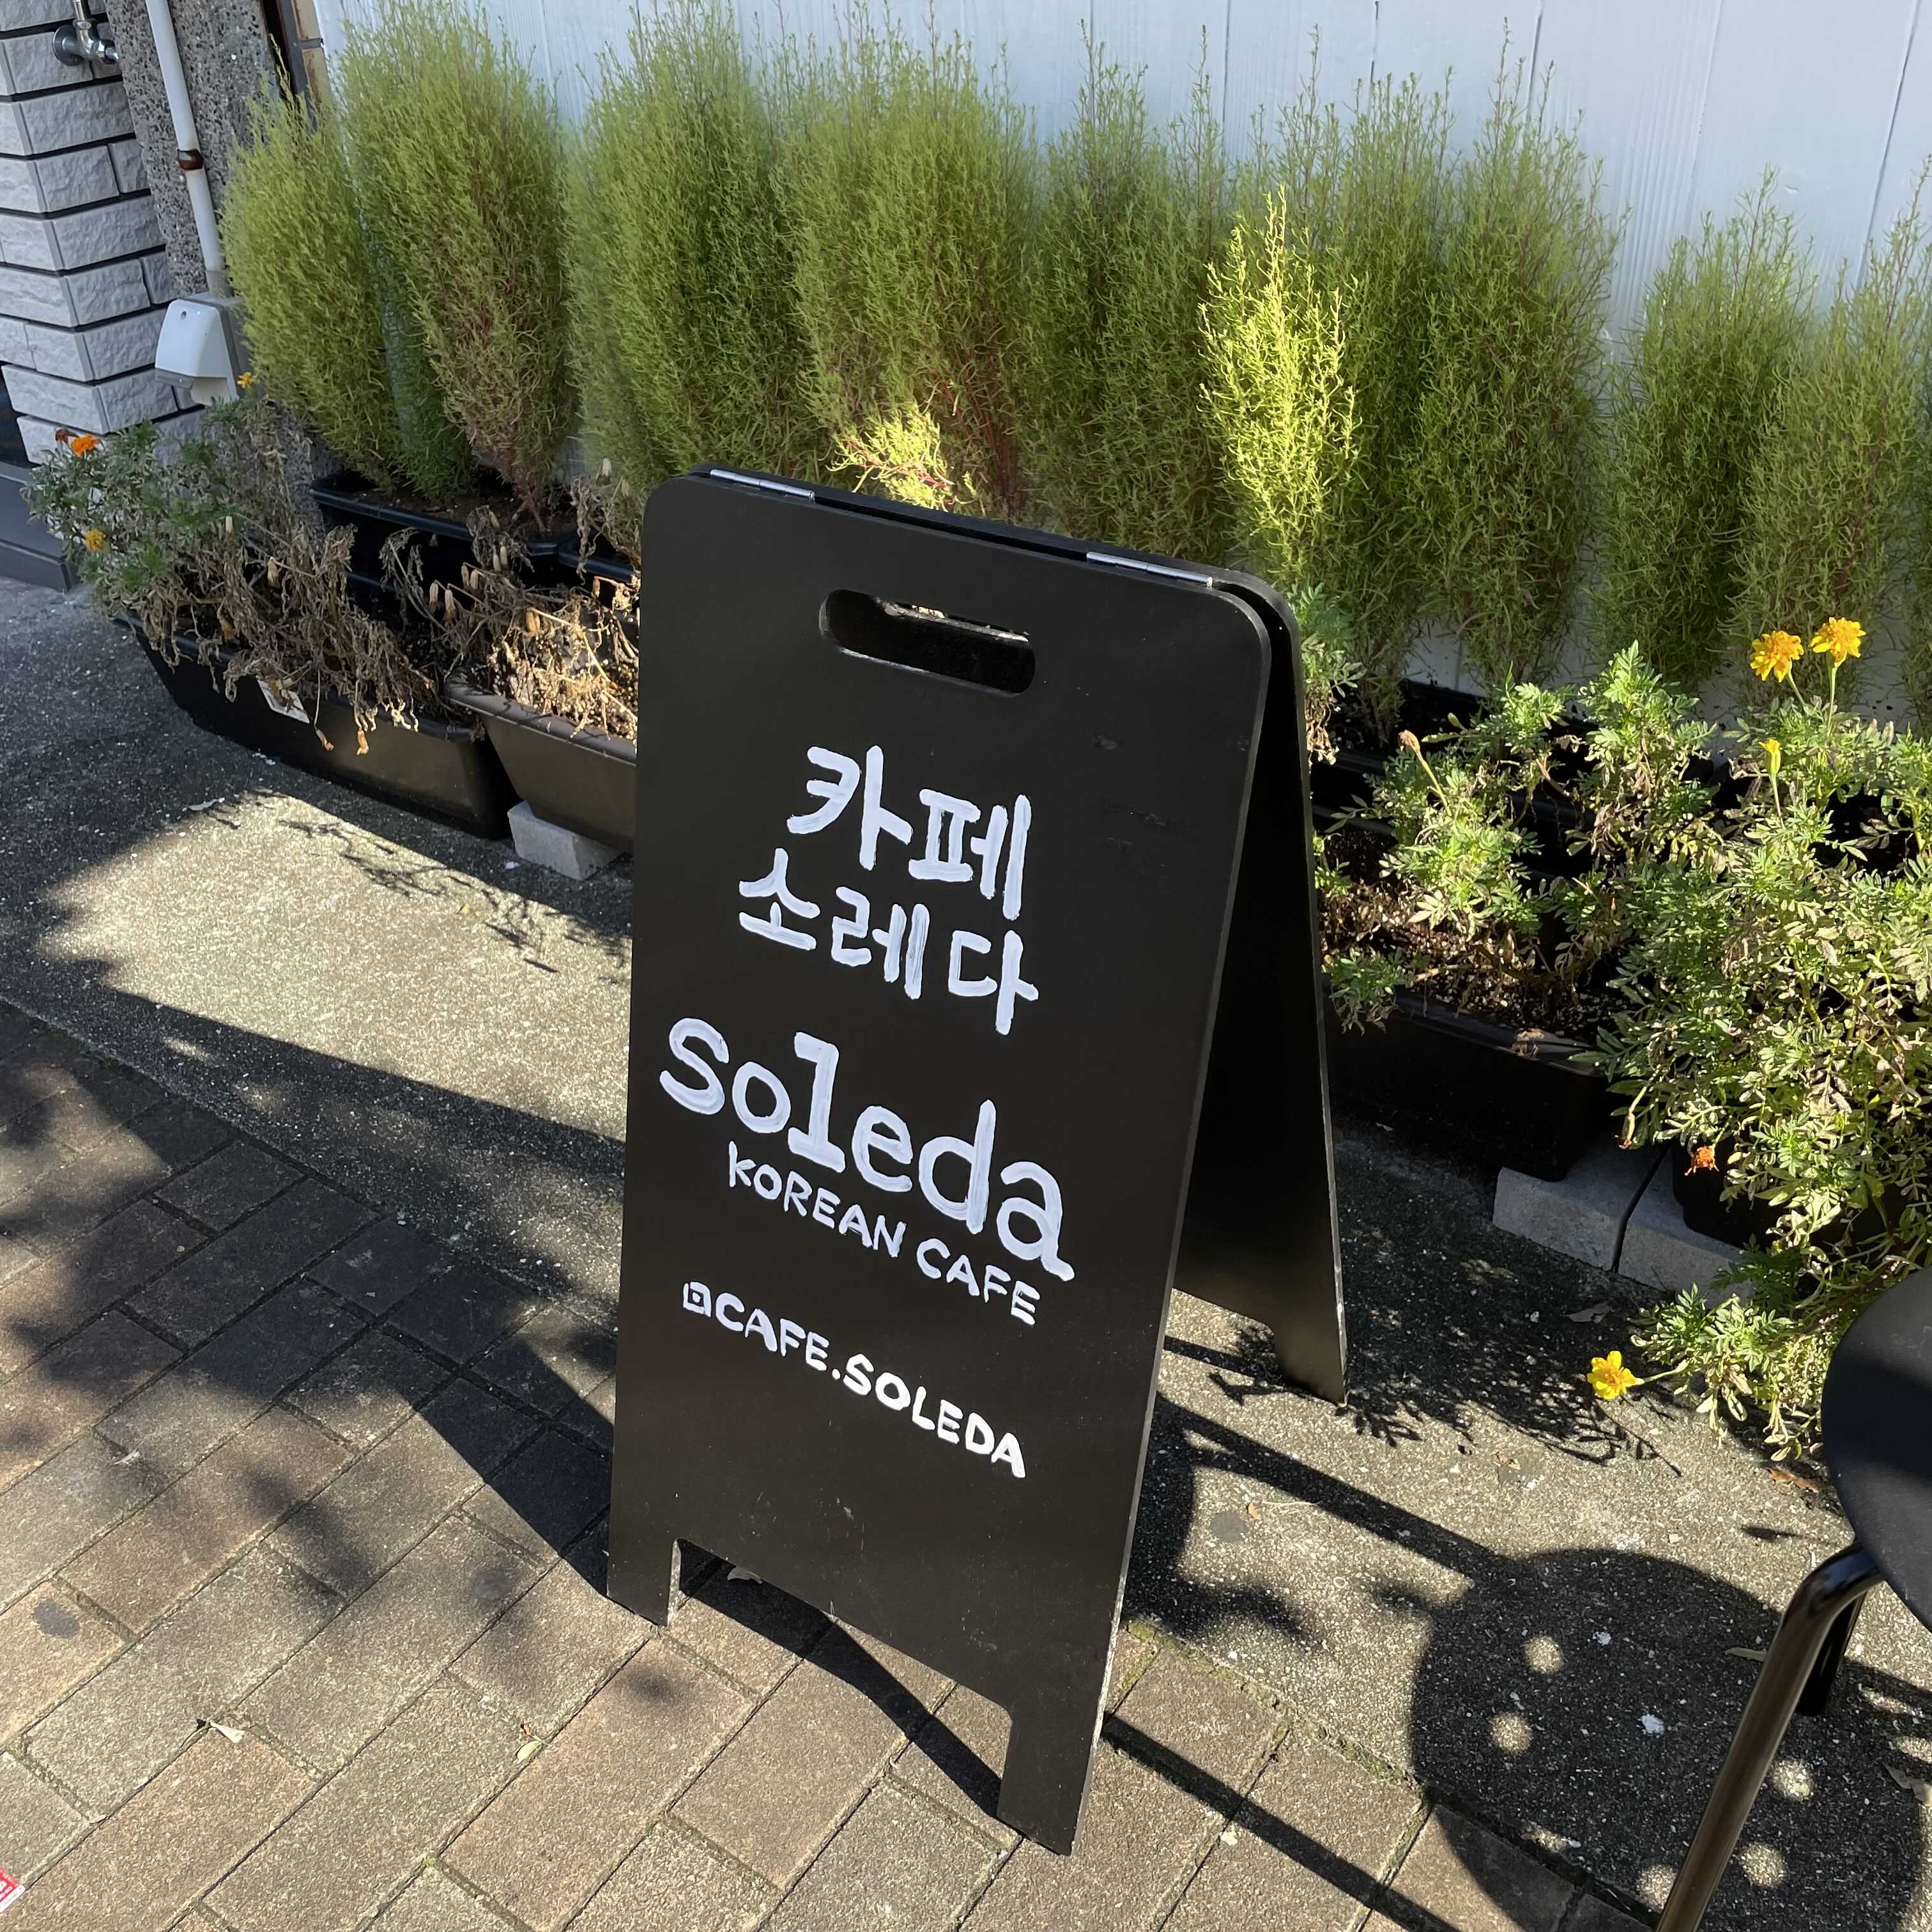 카페
소레다
soleda
KOREAN CAFE
CAFE.SOLEDA